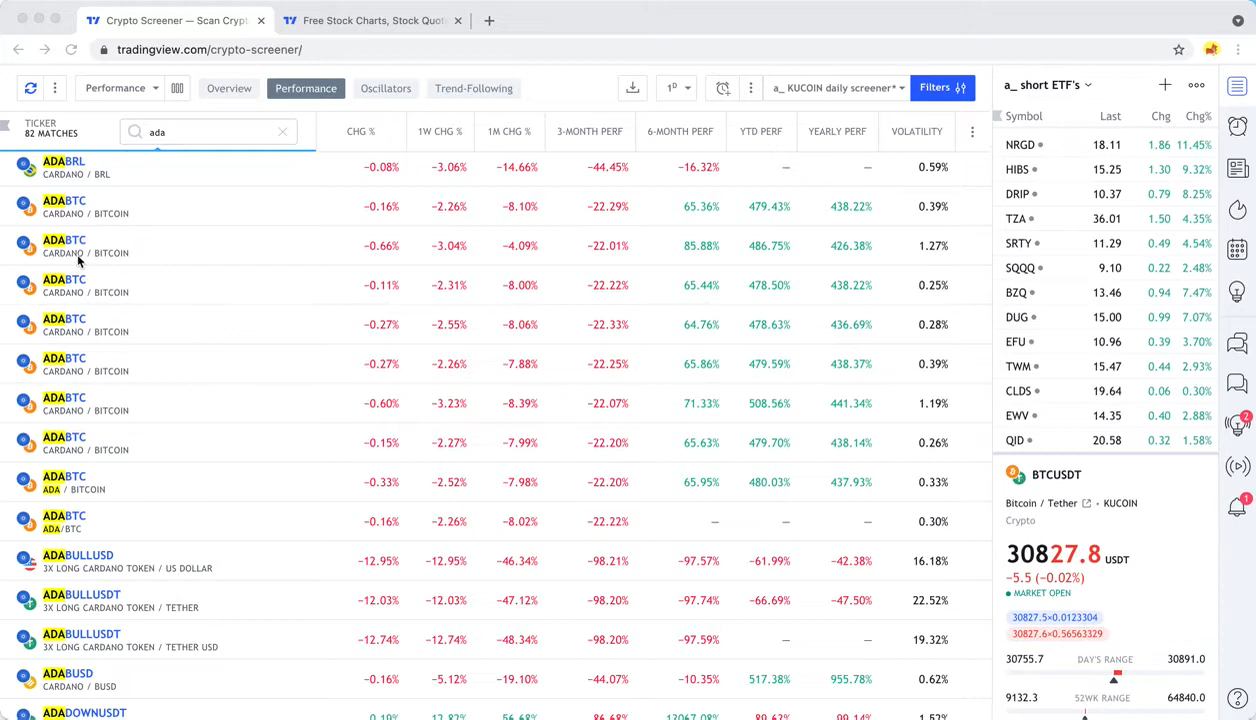 Crypto Screener — Scan Crypt
Free Stock Charts, Stock Quot
tradingview.com/crypto-screener/
Performance
Overview
Performance
Oscillators
Trend-Following
1D
a_ KUCOIN daily screener*
Filters
TICKER
82 MATCHES
ada
CHG %
1W CHG %
1M CHG %
3-MONTH PERF
6-MONTH PERF
YTD PERF
YEARLY PERF
VOLATILITY
ADABRL
CARDANO / BRL
−0.08% −3.06% −14.66% −44.45% −16.32% — — 0.59%
ADABTC
CARDANO / BITCOIN
−0.16% −2.26% −8.10% −22.29% 65.36% 479.43% 438.22% 0.39%
ADABTC
CARDANO / BITCOIN
−0.66% −3.04% −4.09% −22.01% 85.88% 486.75% 426.38% 1.27%
ADABTC
CARDANO / BITCOIN
−0.11% −2.31% −8.00% −22.22% 65.44% 478.50% 438.22% 0.25%
ADABTC
CARDANO / BITCOIN
−0.27% −2.55% −8.06% −22.33% 64.76% 478.63% 436.69% 0.28%
ADABTC
CARDANO / BITCOIN
−0.27% −2.26% −7.88% −22.25% 65.86% 479.59% 438.37% 0.39%
ADABTC
CARDANO / BITCOIN
−0.60% −3.23% −8.39% −22.07% 71.33% 508.56% 441.34% 1.19%
ADABTC
CARDANO / BITCOIN
−0.15% −2.27% −7.99% −22.20% 65.63% 479.70% 438.14% 0.26%
ADABTC
ADA / BITCOIN
−0.33% −2.52% −7.98% −22.20% 65.95% 480.03% 437.93% 0.33%
ADABTC
ADA/BTC
−0.16% −2.26% −8.02% −22.22% — — — 0.30%
ADABULLUSD
3X LONG CARDANO TOKEN / US DOLLAR
−12.95% −12.95% −46.34% −98.21% −97.57% −61.99% −42.38% 16.18%
ADABULLUSDT
3X LONG CARDANO TOKEN / TETHER
−12.03% −12.03% −47.12% −98.20% −97.74% −66.69% −47.50% 22.52%
ADABULLUSDT
3X LONG CARDANO TOKEN / TETHER USD
−12.74% −12.74% −48.34% −98.20% −97.59% — — 19.32%
ADABUSD
CARDANO / BUSD
−0.16% −5.12% −19.10% −44.07% −10.35% 517.38% 955.78% 0.62%
ADADOWNUSDT
a_ short ETF's
Symbol Last Chg Chg%
NRGD 18.11 1.86 11.45%
HIBS 15.25 1.30 9.32%
DRIP 10.37 0.79 8.25%
TZA 36.01 1.50 4.35%
SRTY 11.29 0.49 4.54%
SQQQ 9.10 0.22 2.48%
BZQ 13.46 0.94 7.47%
DUG 15.00 0.99 7.07%
EFU 10.96 0.39 3.70%
TWM 15.47 0.44 2.93%
CLDS 19.64 0.06 0.30%
EWV 14.35 0.40 2.88%
QID 20.58 0.32 1.58%
BTCUSDT
Bitcoin / Tether • KUCOIN
Crypto
30827.8 USDT
−5.5 (−0.02%)
MARKET OPEN
30827.5×0.0123304
30827.6×0.56563329
30755.7 DAY'S RANGE 30891.0
9132.3 52WK RANGE 64840.0
2
1